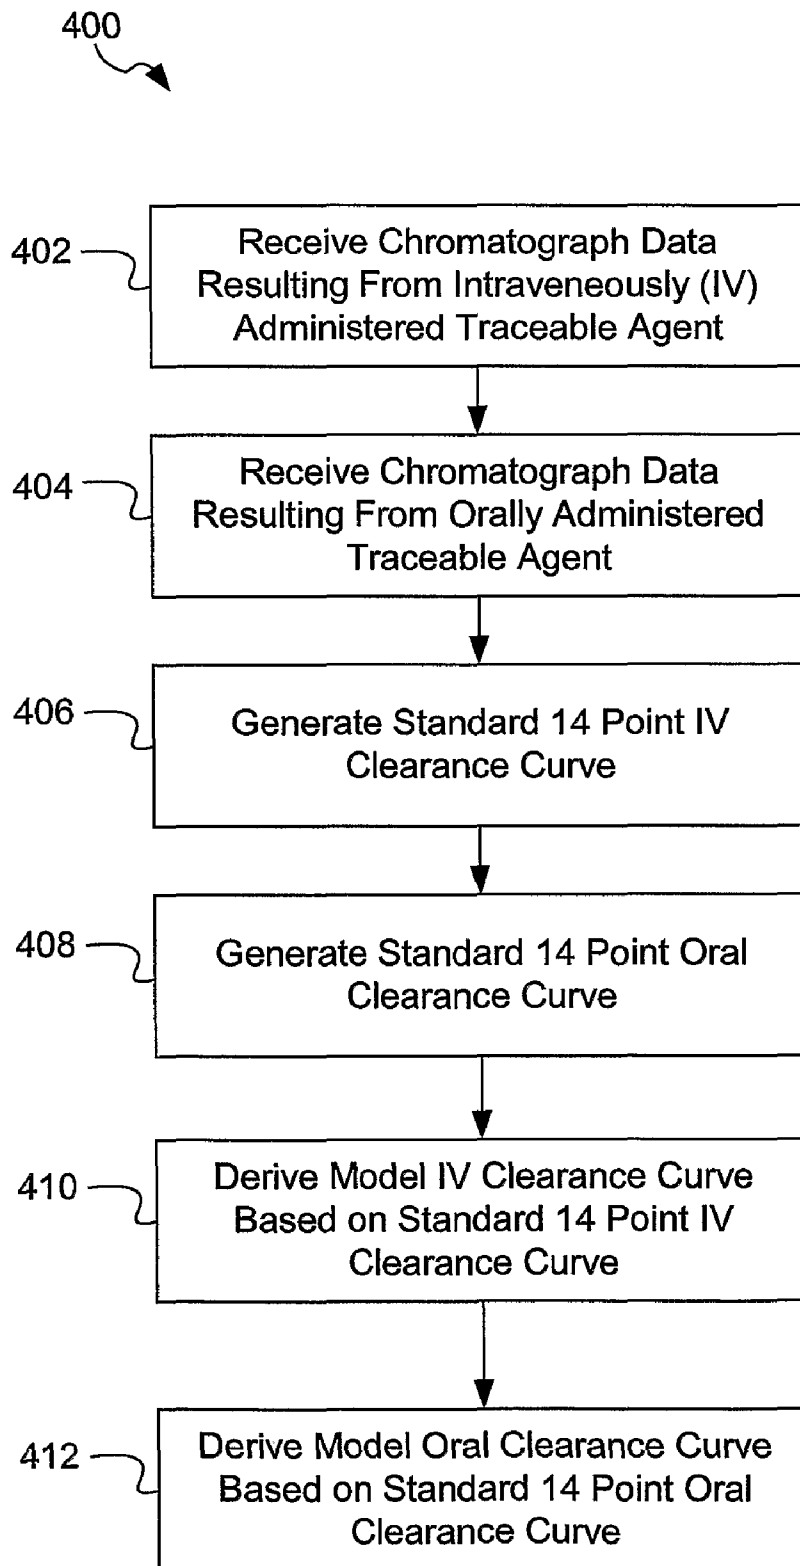 400
402
Receive Chromatograph Data
Resulting From Intraveneously (IV)
Administered Traceable Agent
404
Receive Chromatograph Data
Resulting From Orally Administered
Traceable Agent
406
Generate Standard 14 Point IV
Clearance Curve
408
Generate Standard 14 Point Oral
Clearance Curve
410
Derive Model IV Clearance Curve
Based on Standard 14 Point IV
Clearance Curve
412
Derive Model Oral Clearance Curve
Based on Standard 14 Point Oral
Clearance Curve